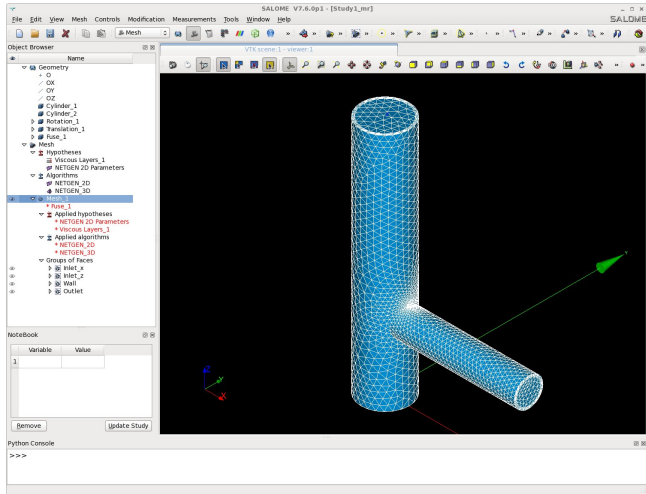 SALOME V7.6.0p1 - [Study1_mr]
File Edit View Mesh Controls Modification Measurements Tools Window Help
SALOME
Mesh
»
Object Browser
VTK scene:1 - viewer:1
Name
Geometry
O
OX
OY
OZ
Cylinder_1
Cylinder_2
Rotation_1
Translation_1
Fuse_1
Mesh
Hypotheses
Viscous Layers_1
NETGEN 2D Parameters
Algorithms
NETGEN_2D
NETGEN_3D
Mesh_1
* Fuse_1
Applied hypotheses
* NETGEN 2D Parameters
* Viscous Layers_1
Applied algorithms
* NETGEN_2D
* NETGEN_3D
Groups of Faces
Inlet_x
Inlet_z
Wall
Outlet
Y
Z
Y
X
NoteBook
Variable Value
1
Remove Update Study
Python Console
>>>